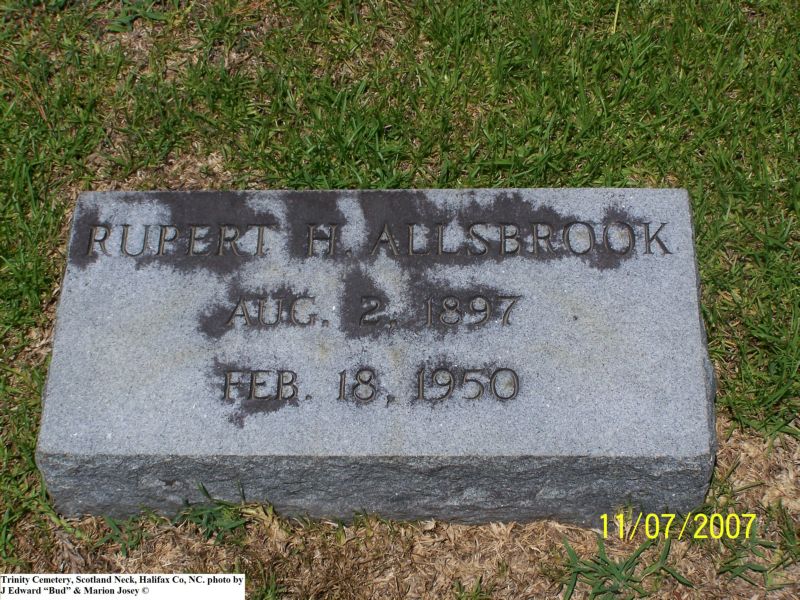 RUPERT H. ALLSBROOK
AUG. 2, 1897
FEB. 18, 1950
11/07/2007
Trinity Cemetery, Scotland Neck, Halifax Co, NC. photo by
J Edward “Bud” & Marion Josey ©